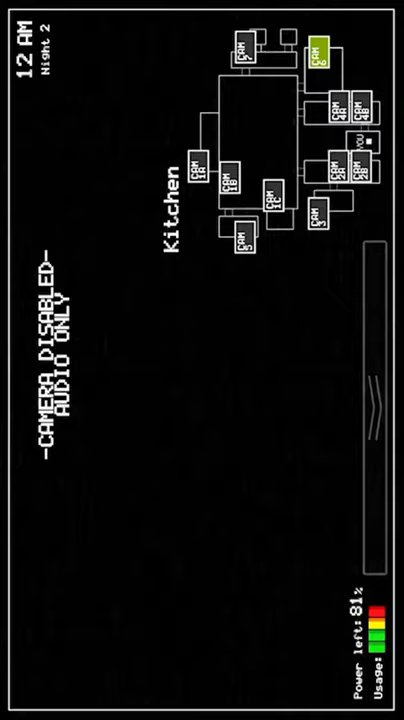 12 AM
Night 2
-CAMERA DISABLED-
AUDIO ONLY
Kitchen
CAM
1A
CAM
1B
CAM
1C
CAM
5
CAM
3
CAM
2A
CAM
2B
YOU
CAM
4A
CAM
4B
CAM
6
CAM
7
Power left: 81%
Usage: